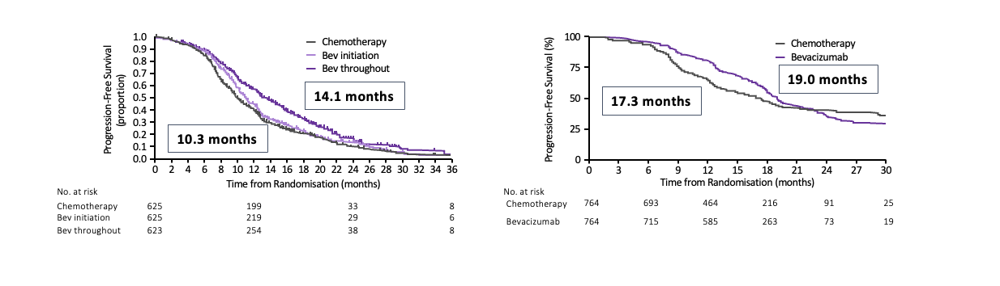 Progression-Free Survival
(proportion)
1.0
0.9
0.8
0.7
0.6
0.5
0.4
0.3
0.2
0.1
0.0
Chemotherapy
Bev initiation
Bev throughout
14.1 months
10.3 months
0 2 4 6 8 10 12 14 16 18 20 22 24 26 28 30 32 34 36
Time from Randomisation (months)
No. at risk
Chemotherapy 625 199 33 8
Bev initiation 625 219 29 6
Bev throughout 623 254 38 8
Progression-Free Survival (%)
100
75
50
25
0
Chemotherapy
Bevacizumab
19.0 months
17.3 months
0 3 6 9 12 15 18 21 24 27 30
Time from Randomisation (months)
No. at risk
Chemotherapy 764 693 464 216 91 25
Bevacizumab 764 715 585 263 73 19